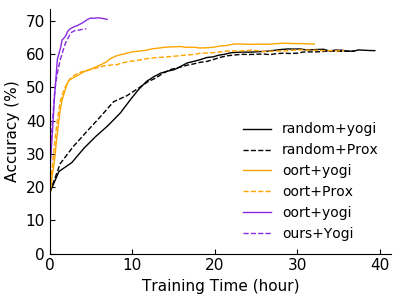 70
60
50
40
30
20
10
0
Accuracy (%)
random+yogi
random+Prox
oort+yogi
oort+Prox
oort+yogi
ours+Yogi
0 10 20 30 40
Training Time (hour)